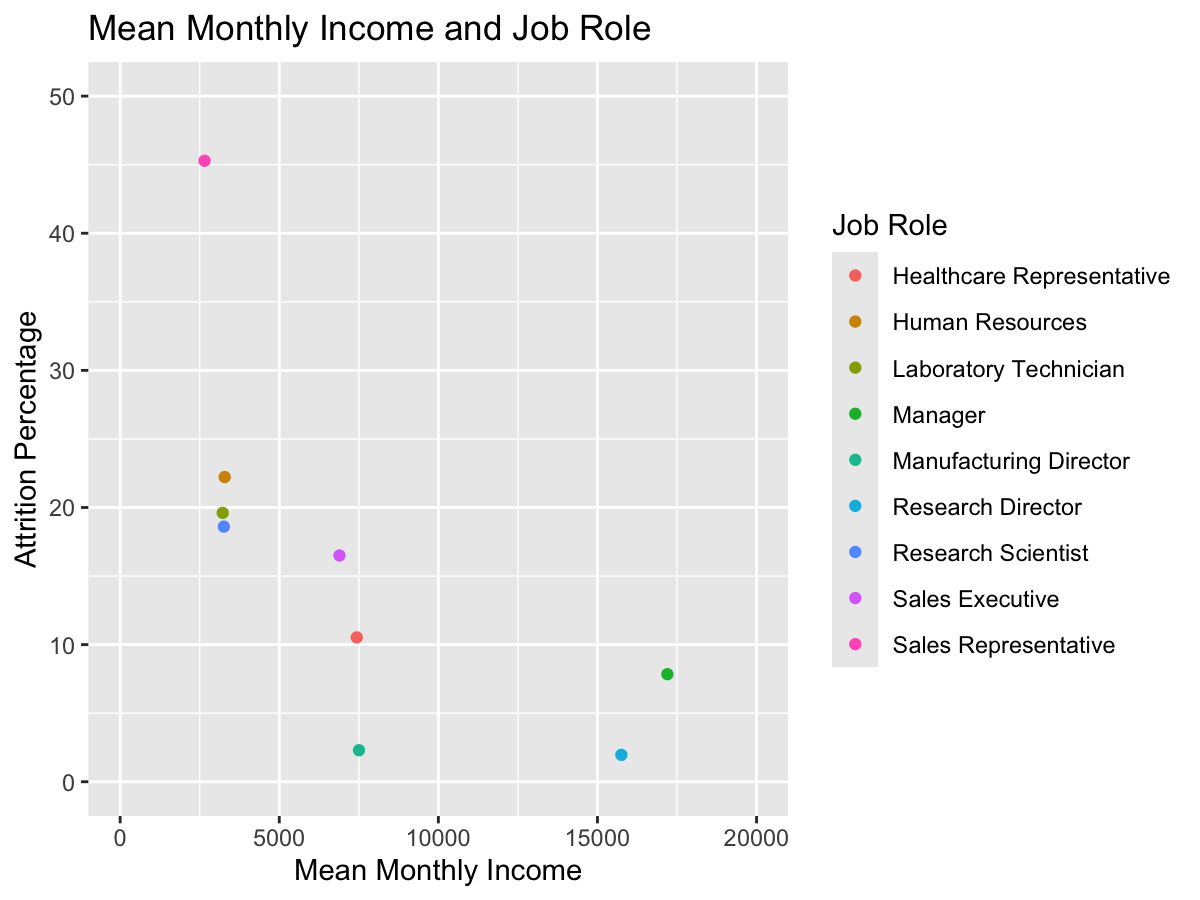 Mean Monthly Income and Job Role
50
40
30
20
10
0
Attrition Percentage
0 5000 10000 15000 20000
Mean Monthly Income
Job Role
Healthcare Representative
Human Resources
Laboratory Technician
Manager
Manufacturing Director
Research Director
Research Scientist
Sales Executive
Sales Representative